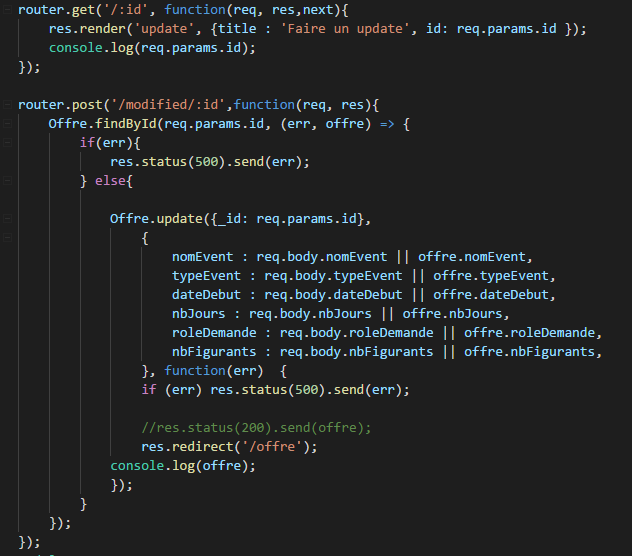 router.get('/:id', function(req, res,next){
    res.render('update', {title : 'Faire un update', id: req.params.id });
    console.log(req.params.id);
});

router.post('/modified/:id',function(req, res){
    Offre.findById(req.params.id, (err, offre) => {
        if(err){
            res.status(500).send(err);
        } else{

            Offre.update({_id: req.params.id},
                {
                    nomEvent : req.body.nomEvent || offre.nomEvent,
                    typeEvent : req.body.typeEvent || offre.typeEvent,
                    dateDebut : req.body.dateDebut || offre.dateDebut,
                    nbJours : req.body.nbJours || offre.nbJours,
                    roleDemande : req.body.roleDemande || offre.roleDemande,
                    nbFigurants : req.body.nbFigurants || offre.nbFigurants,
                }, function(err)  {
                if (err) res.status(500).send(err);

                //res.status(200).send(offre);
                res.redirect('/offre');
            console.log(offre);
            });
        }
    });
});